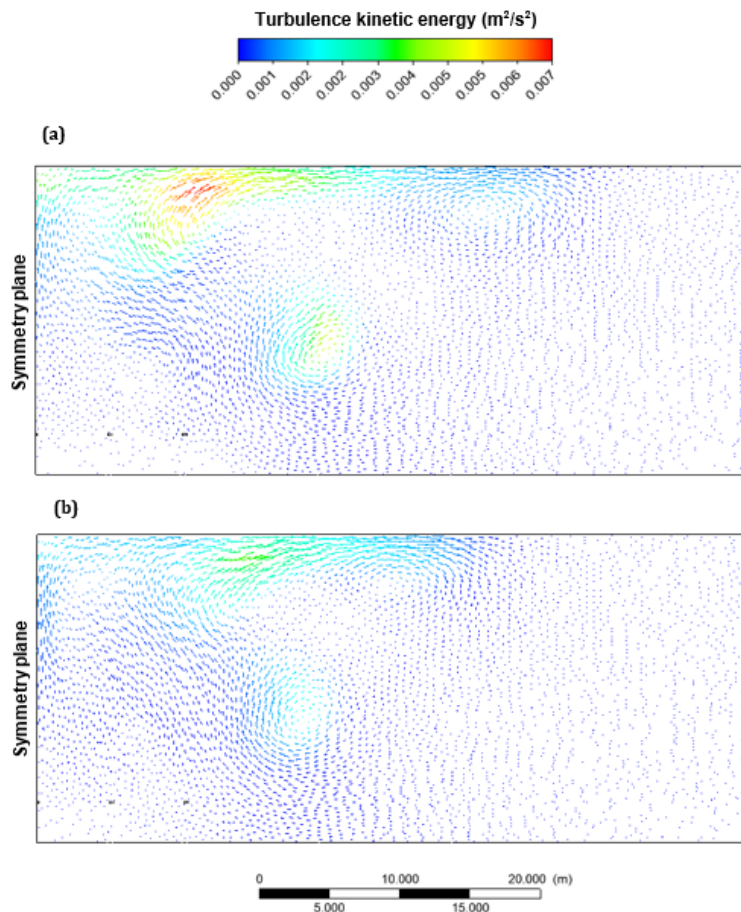 Turbulence kinetic energy (m²/s²)
0.000 0.001 0.002 0.002 0.003 0.004 0.005 0.005 0.006 0.007
(a)
Symmetry plane
(b)
Symmetry plane
0 10.000 20.000 (m)
5.000 15.000